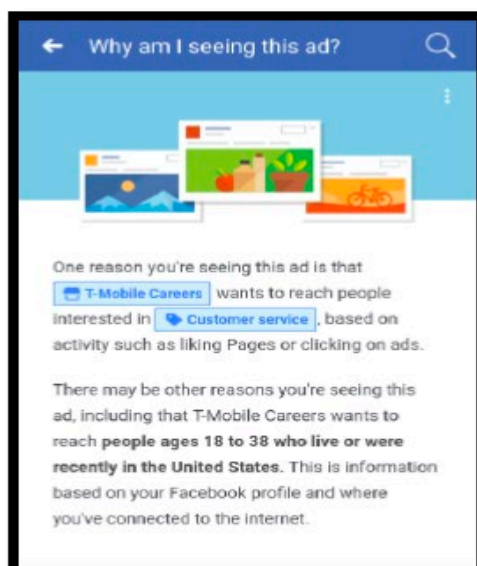 Why am I seeing this ad?
One reason you're seeing this ad is that
T-Mobile Careers wants to reach people
interested in Customer service, based on
activity such as liking Pages or clicking on ads.
There may be other reasons you're seeing this
ad, including that T-Mobile Careers wants to
reach people ages 18 to 38 who live or were
recently in the United States. This is information
based on your Facebook profile and where
you've connected to the internet.